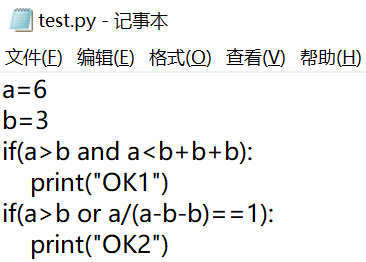 test.py - 记事本
文件(F) 编辑(E) 格式(O) 查看(V) 帮助(H)
a=6
b=3
if(a>b and a<b+b+b):
    print("OK1")
if(a>b or a/(a-b-b)==1):
    print("OK2")